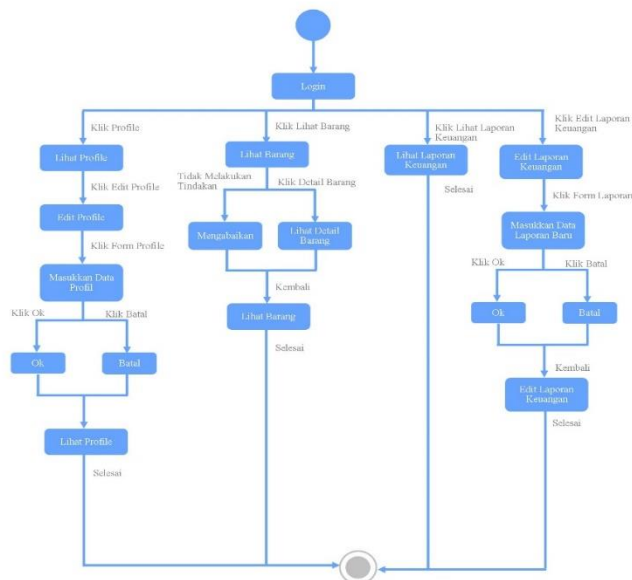 Login
Klik Profile
Klik Lihat Barang
Klik Lihat Laporan
Keuangan
Klik Edit Laporan
Keuangan
Lihat Profile
Lihat Barang
Lihat Laporan
Keuangan
Edit Laporan
Keuangan
Klik Edit Profile
Tidak Melakukan
Tindakan
Klik Detail Barang
Selesai
Klik Form Laporan
Edit Profile
Mengabaikan
Lihat Detail
Barang
Masukkan Data
Laporan Baru
Klik Form Profile
Masukkan Data
Profil
Kembali
Klik Ok
Klik Batal
Klik Ok
Klik Batal
Lihat Barang
Ok
Batal
Ok
Batal
Selesai
Kembali
Edit Laporan
Keuangan
Lihat Profile
Selesai
Selesai